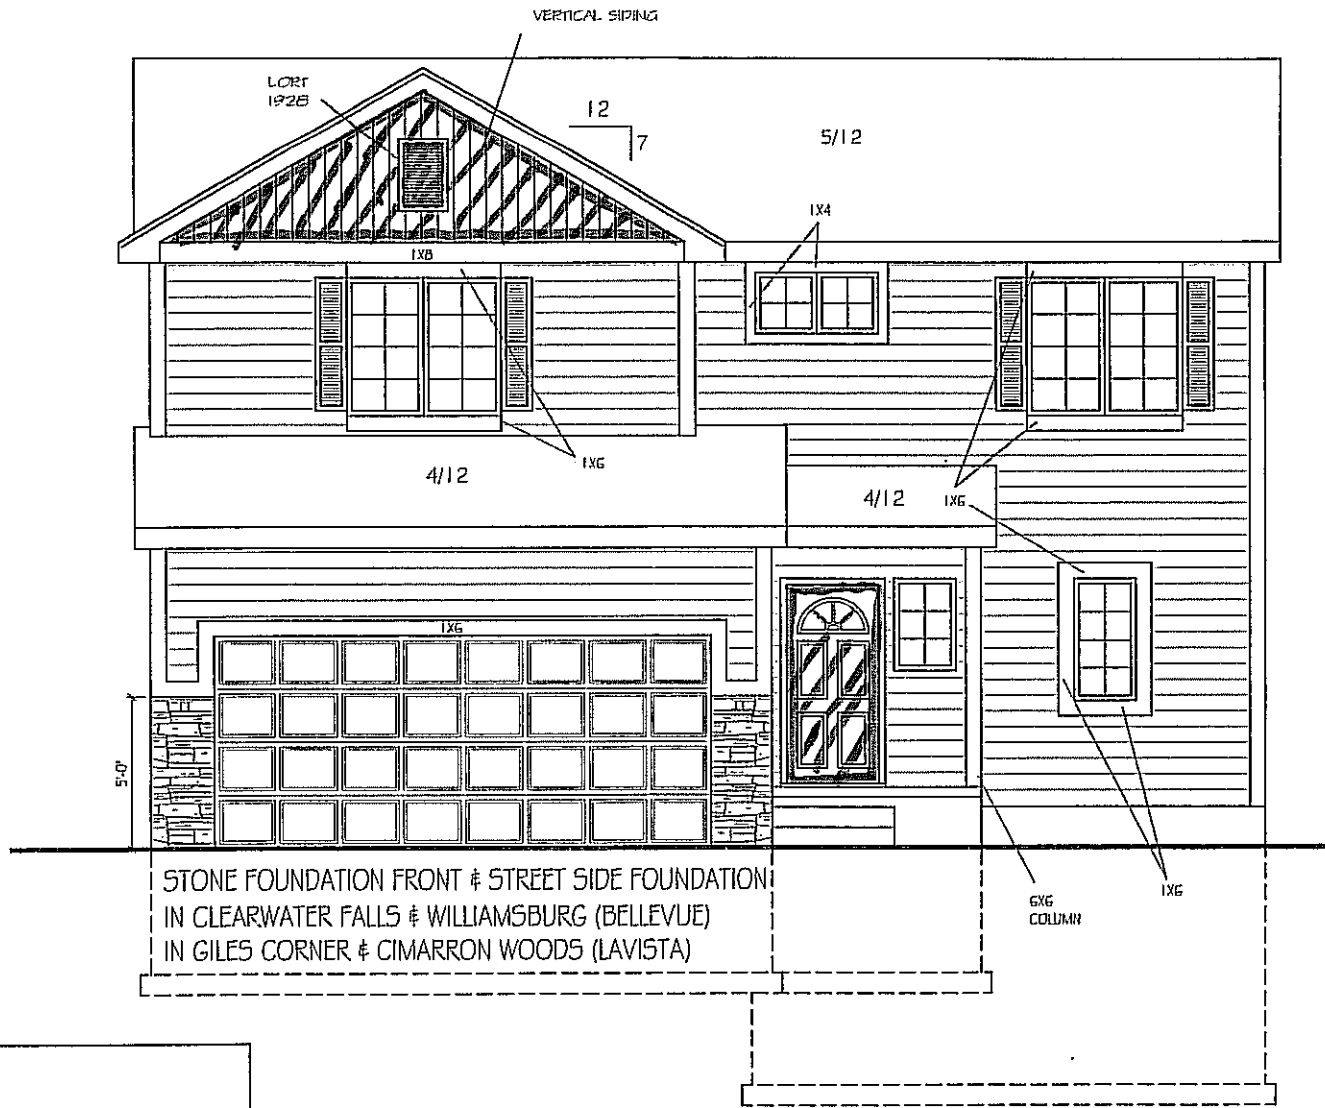 VERTICAL SIDING
LORT
1928
12
7
5/12
1X4
1X8
1X6
4/12
4/12
1X6
1X6
5'-0"
STONE FOUNDATION FRONT & STREET SIDE FOUNDATION
IN CLEARWATER FALLS & WILLIAMSBURG (BELLEVUE)
IN GILES CORNER & CIMARRON WOODS (LAVISTA)
6X6
COLUMN
1X6